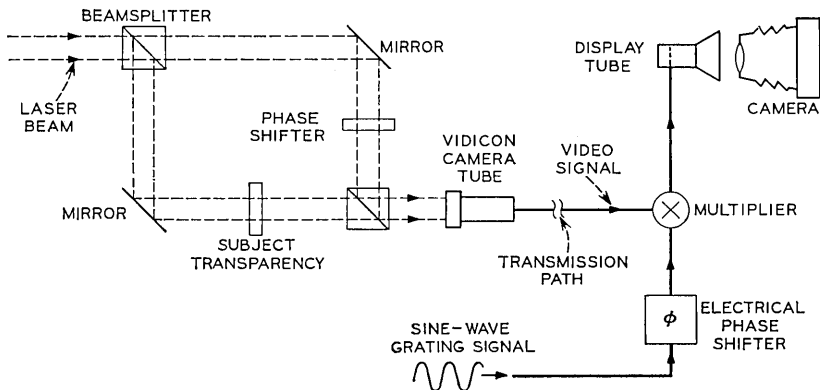 BEAMSPLITTER
MIRROR
LASER
BEAM
PHASE
SHIFTER
MIRROR
SUBJECT
TRANSPARENCY
VIDICON
CAMERA
TUBE
VIDEO
SIGNAL
TRANSMISSION
PATH
DISPLAY
TUBE
CAMERA
MULTIPLIER
ϕ
ELECTRICAL
PHASE
SHIFTER
SINE-WAVE
GRATING SIGNAL